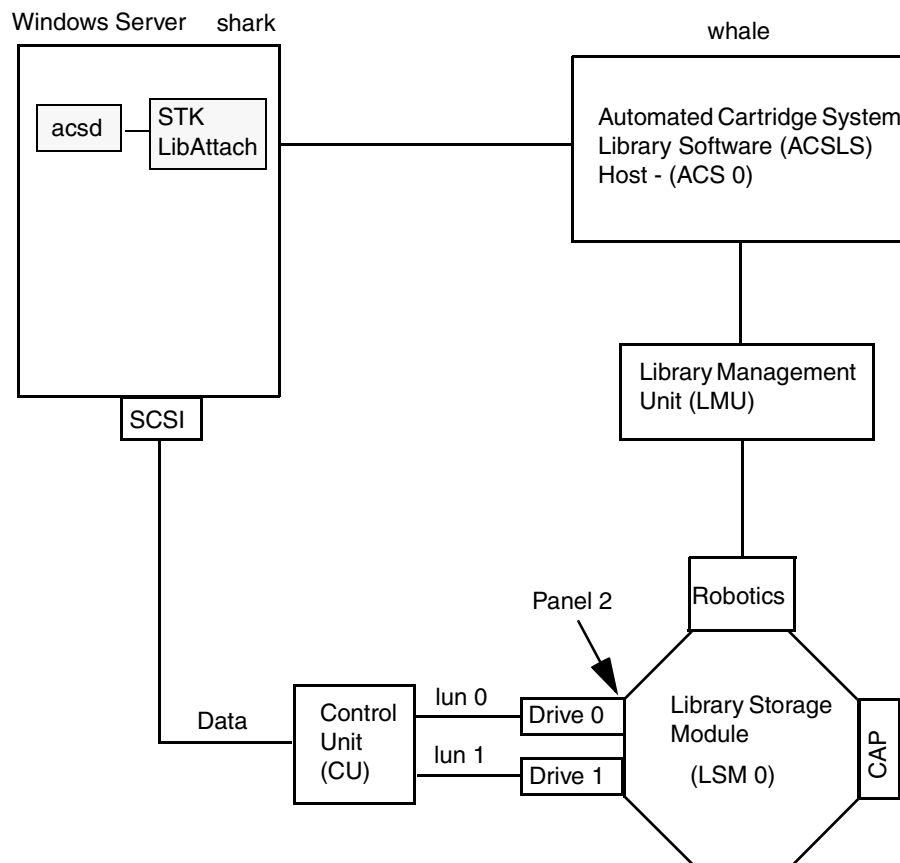 Windows Server shark
whale
acsd
STK
LibAttach
Automated Cartridge System
Library Software (ACSLS)
Host - (ACS 0)
Library Management
Unit (LMU)
SCSI
Robotics
Panel 2
Data
Control
Unit
(CU)
lun 0
lun 1
Drive 0
Drive 1
Library Storage
Module
(LSM 0)
CAP